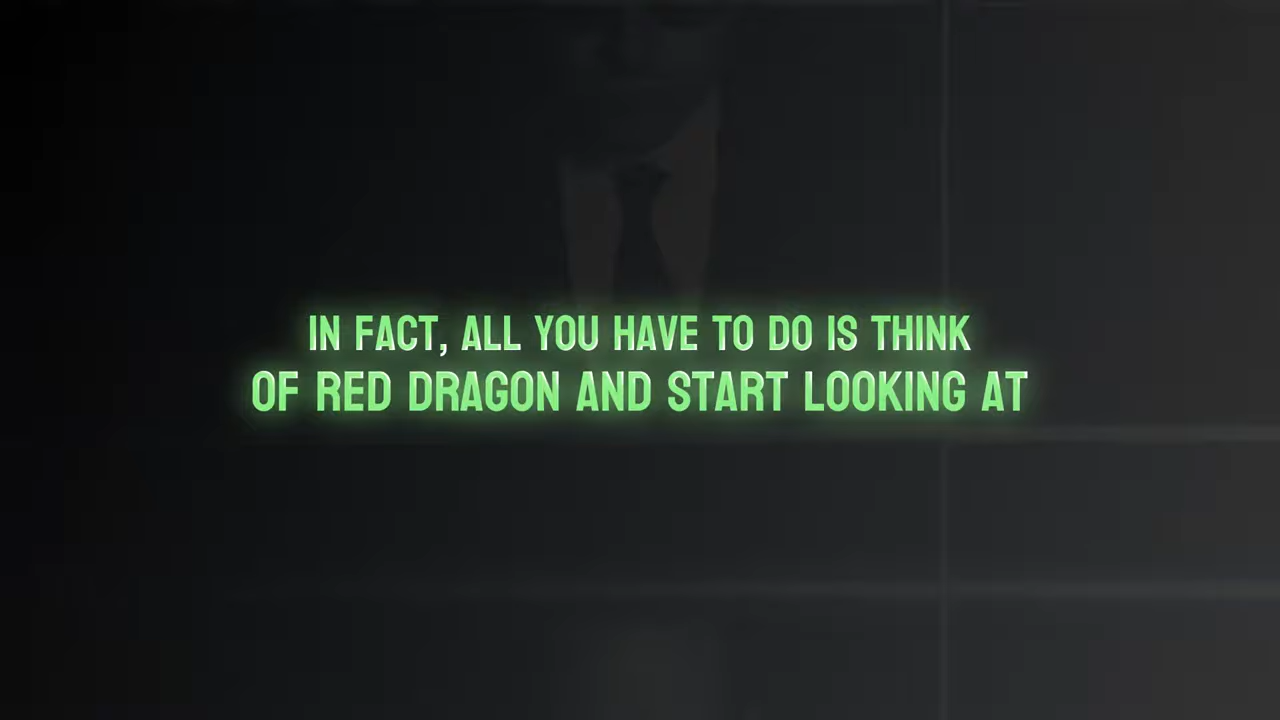 IN FACT, ALL YOU HAVE TO DO IS THINK
OF RED DRAGON AND START LOOKING AT